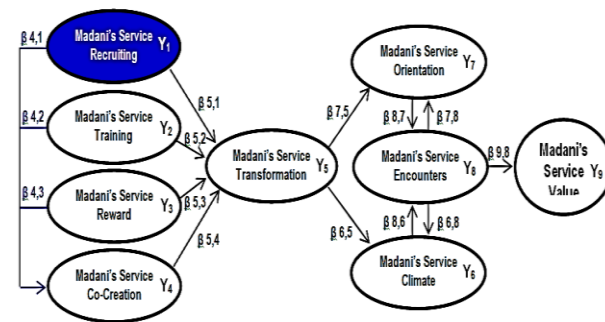 Madani's Service
Recruiting
Y1
β 4,1
β 5,1
β 4,2
Madani's Service
Training
Y2
β 5,2
β 4,3
Madani's Service
Reward
Y3
β 5,3
Madani's Service
Co-Creation
Y4
β 5,4
Madani's Service
Transformation
Y5
β 7,5
β 6,5
Madani's Service
Orientation
Y7
β 8,7
β 7,8
Madani's Service
Encounters
Y8
β 9,8
β 8,6
β 6,8
Madani's Service
Climate
Y6
Madani's
Service
Value
Y9